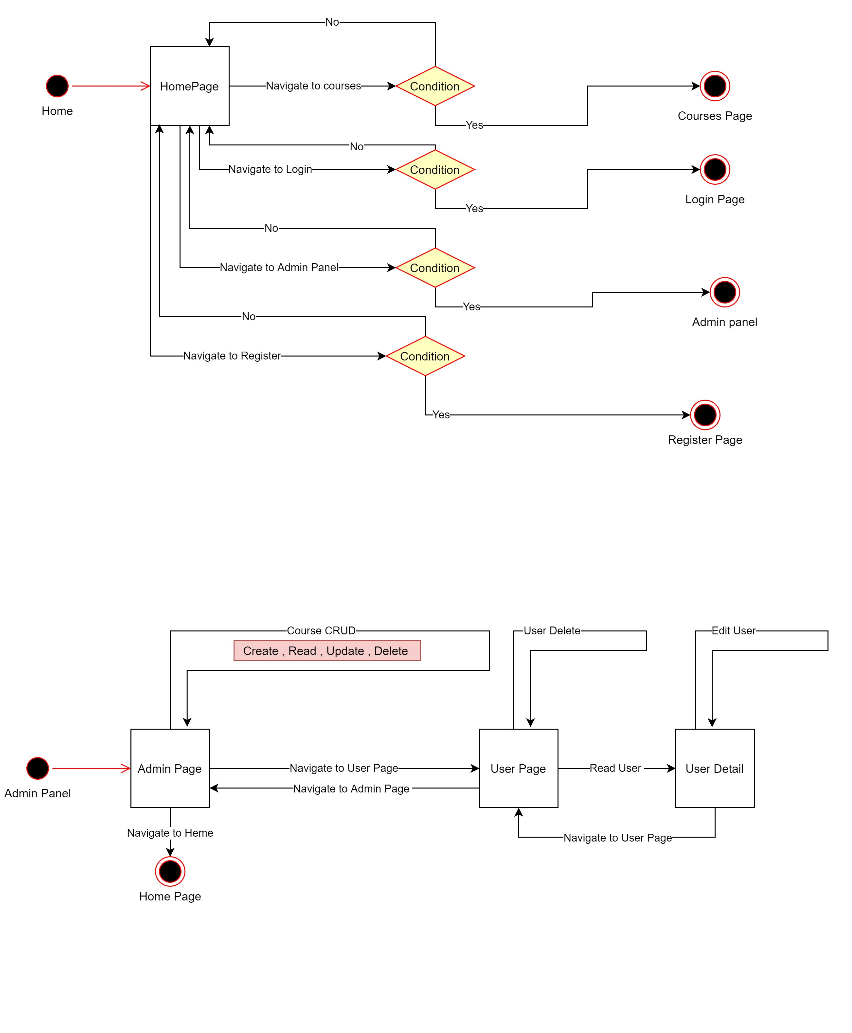 No
HomePage
Navigate to courses
Condition
Home
Yes
Courses Page
No
Navigate to Login
Condition
Yes
Login Page
No
Navigate to Admin Panel
Condition
Yes
Admin panel
No
Navigate to Register
Condition
Yes
Register Page
Course CRUD
Create , Read , Update , Delete
User Delete
Edit User
Admin Page
Navigate to User Page
User Page
Read User
User Detail
Navigate to Admin Page
Admin Panel
Navigate to Heme
Navigate to User Page
Home Page